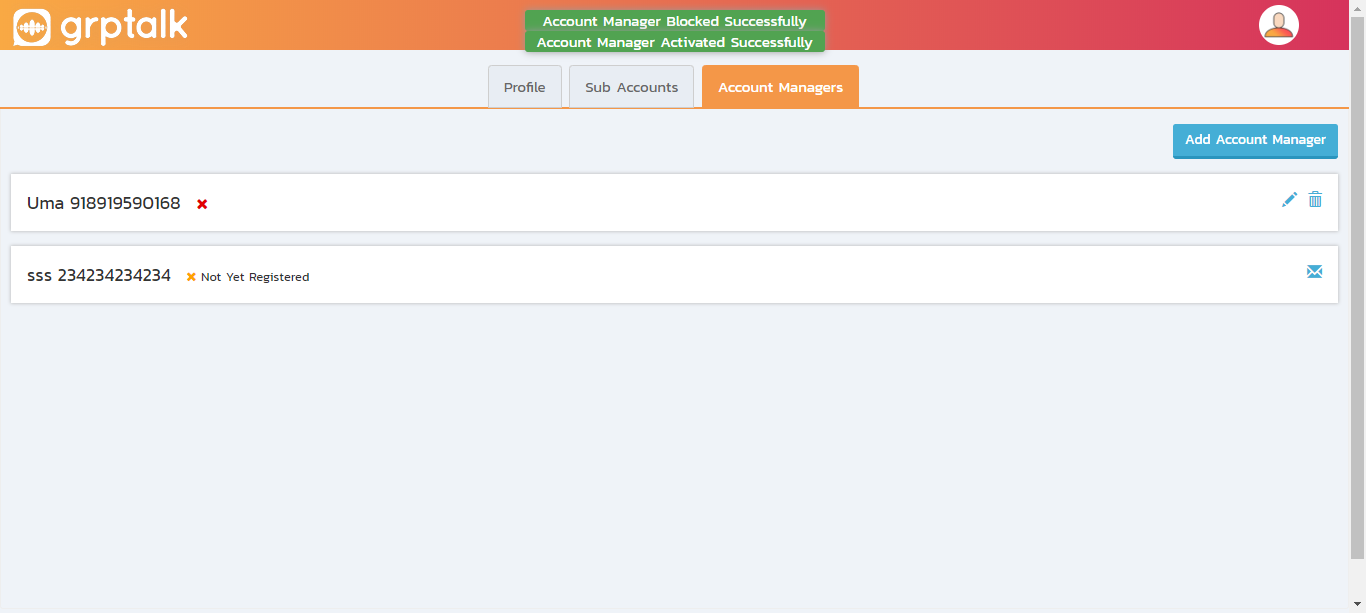 grptalk
Account Manager Blocked Successfully
Account Manager Activated Successfully
Profile
Sub Accounts
Account Managers
Add Account Manager
Uma 918919590168
sss 234234234234 Not Yet Registered